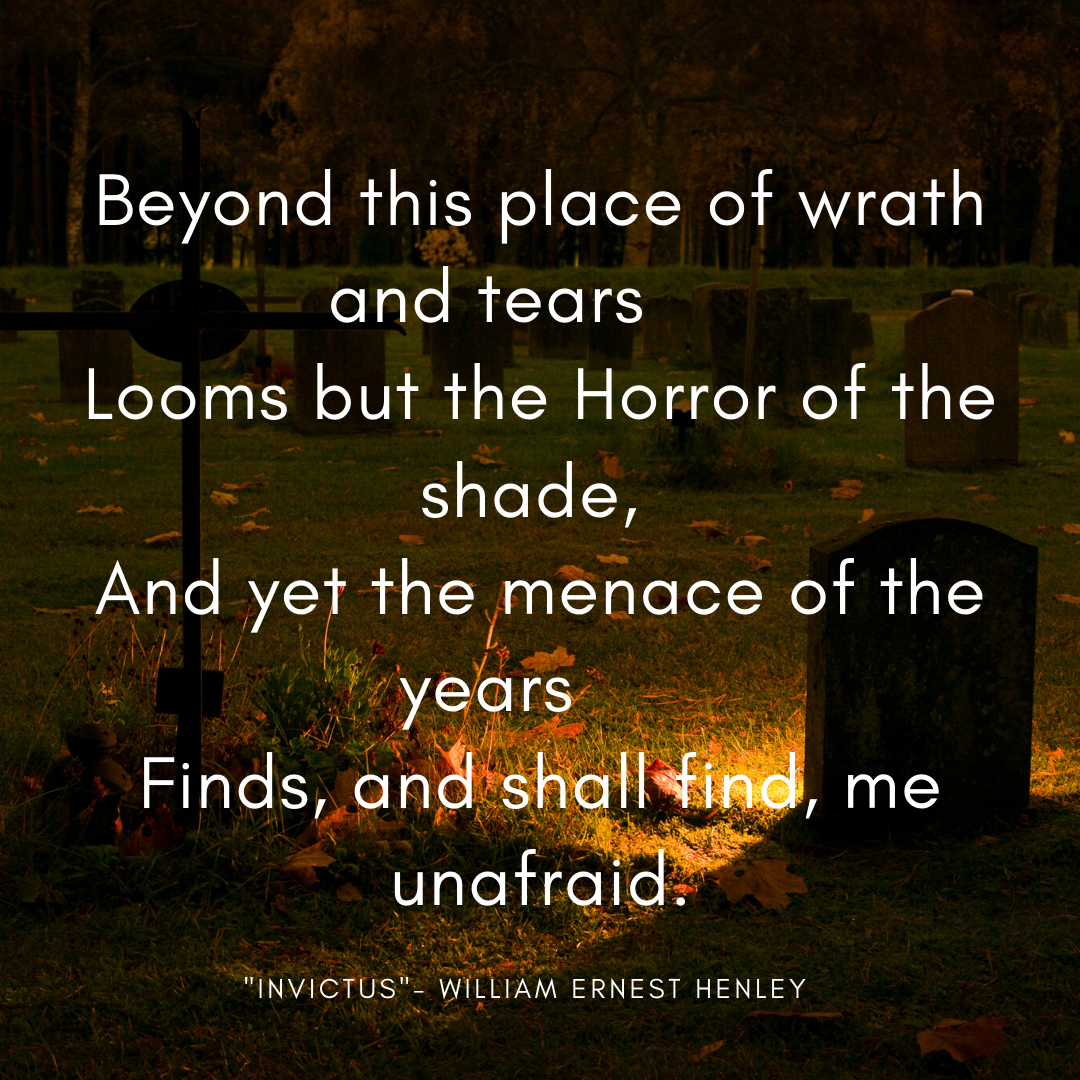 Beyond this place of wrath
and tears
Looms but the Horror of the
shade,
And yet the menace of the
years
Finds, and shall find, me
unafraid.
"INVICTUS"- WILLIAM ERNEST HENLEY